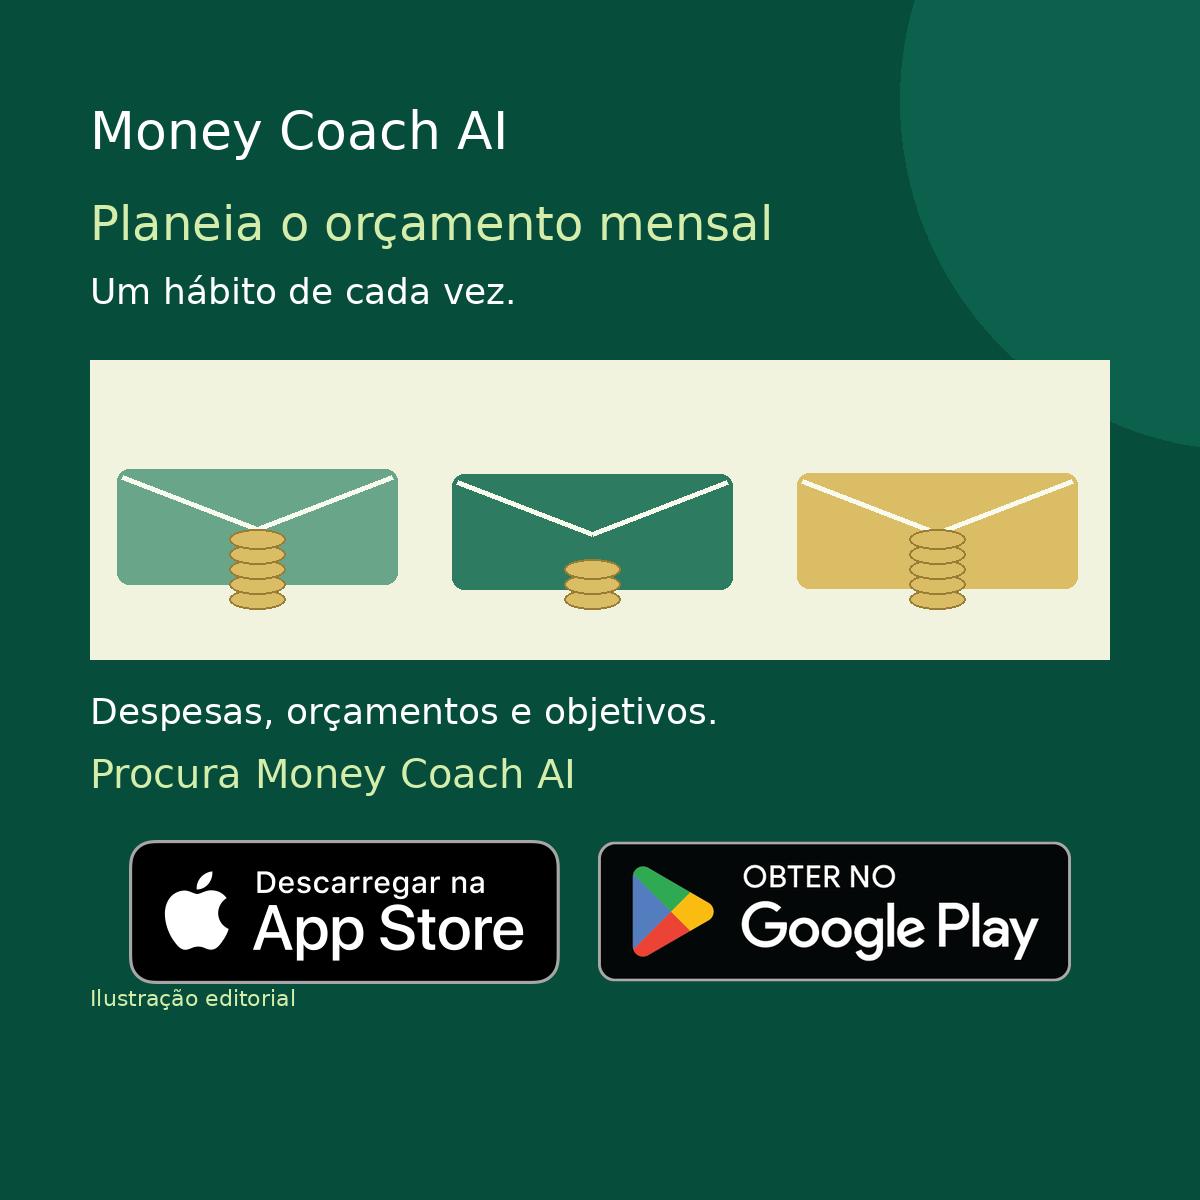 Money Coach AI
Planeia o orçamento mensal
Um hábito de cada vez.
Despesas, orçamentos e objetivos.
Procura Money Coach AI
Descarregar na
App Store
OBTER NO
Google Play
Ilustração editorial